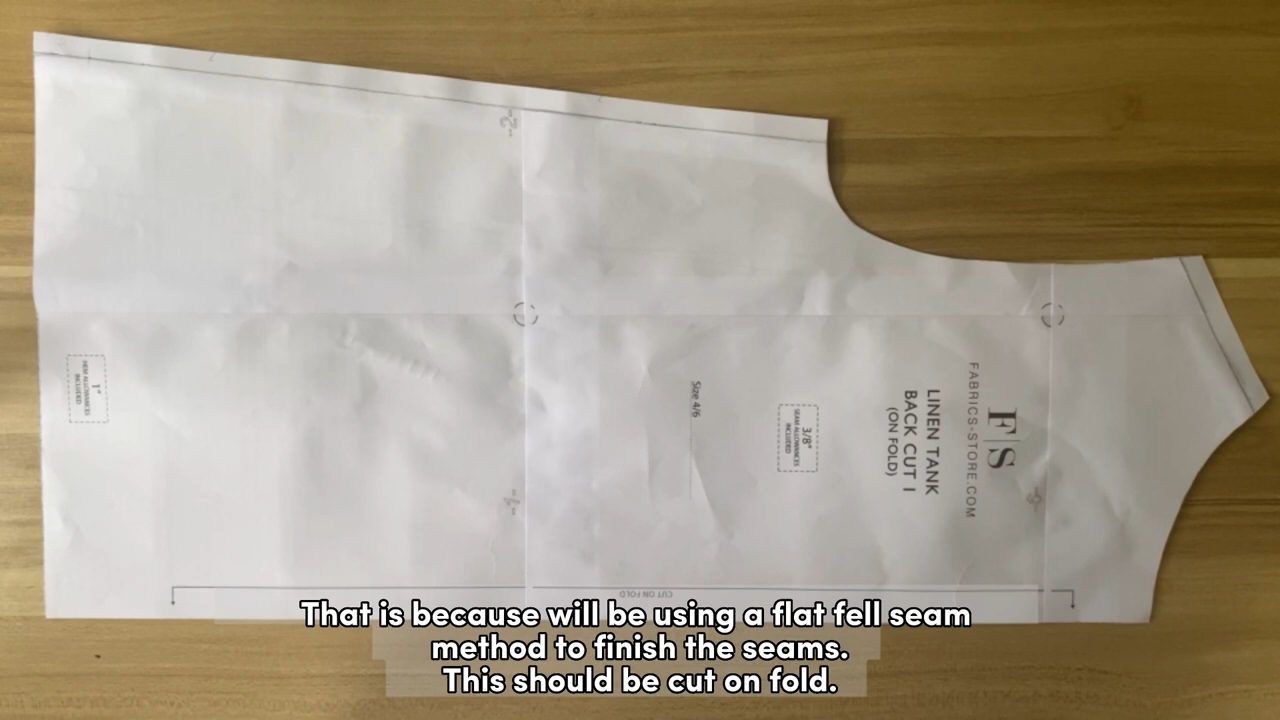 1"
HEM ALLOWANCES
INCLUDED
Size 4/6
3/8"
SEAM ALLOWANCES
INCLUDED
F|S
FABRICS-STORE.COM
LINEN TANK
BACK CUT 1
(ON FOLD)
CUT ON FOLD
That is because will be using a flat fell seam
method to finish the seams.
This should be cut on fold.